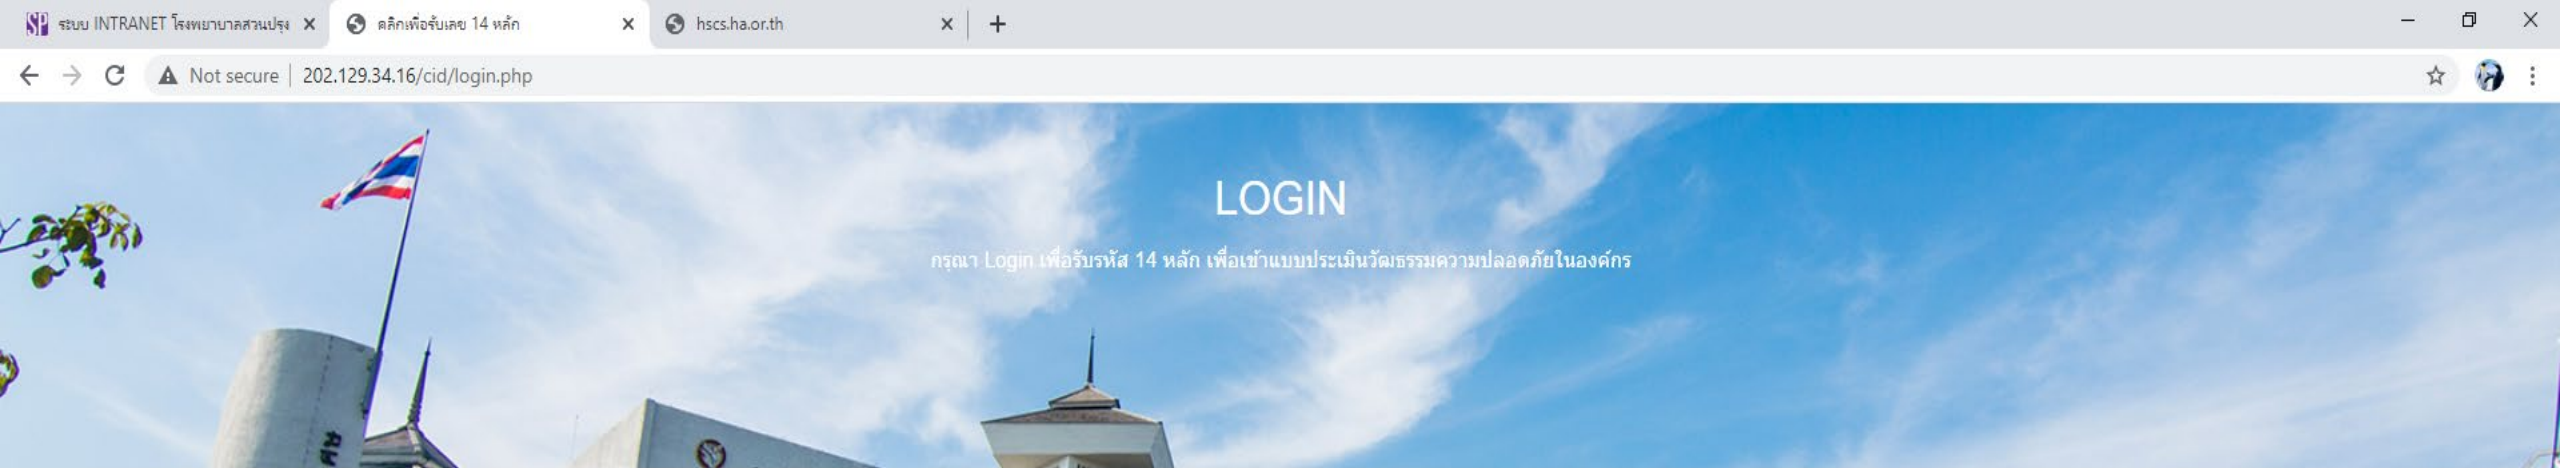 SP ระบบ INTRANET โรงพยาบาลสวนปรุง
คลิกเพื่อรับเลข 14 หลัก
hscs.ha.or.th
Not secure | 202.129.34.16/cid/login.php
LOGIN
กรุณา Login เพื่อรับรหัส 14 หลัก เพื่อเข้าแบบประเมินวัฒธรรมความปลอดภัยในองค์กร